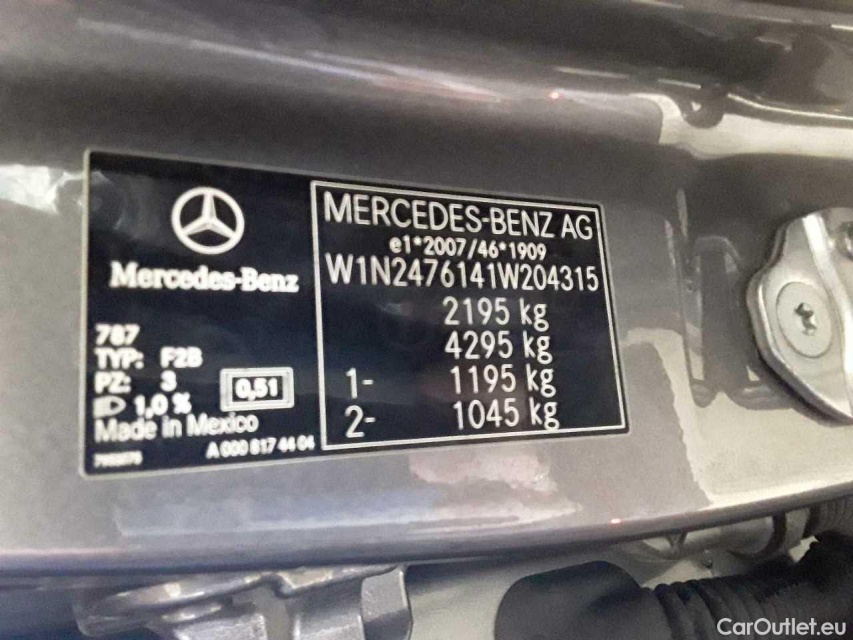 Mercedes-Benz
787
TYP: F2B
PZ: 3
1,0 %
0,51
Made in Mexico
A 000 817 44 04
MERCEDES-BENZ AG
e1*2007/46*1909
W1N2476141W204315
2195 kg
4295 kg
1- 1195 kg
2- 1045 kg
CarOutlet.eu